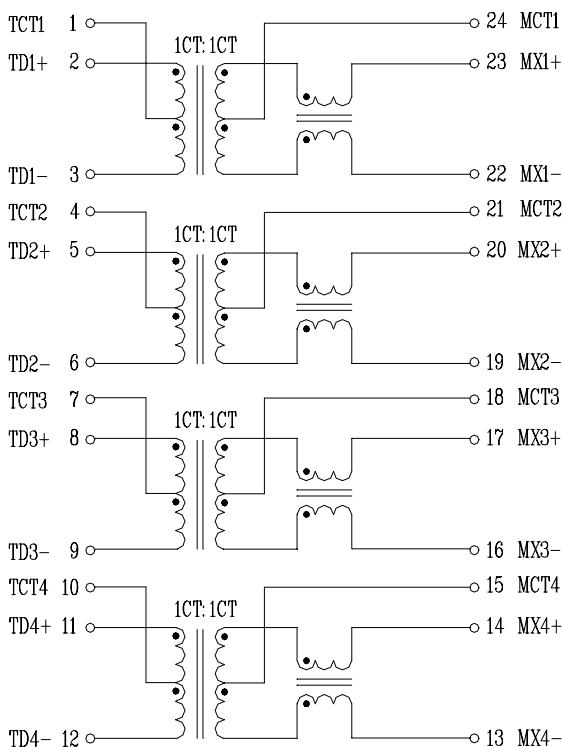 TCT1 1 24 MCT1
1CT:1CT
TD1+ 2 23 MX1+
TD1- 3 22 MX1-
TCT2 4 21 MCT2
1CT:1CT
TD2+ 5 20 MX2+
TD2- 6 19 MX2-
TCT3 7 18 MCT3
1CT:1CT
TD3+ 8 17 MX3+
TD3- 9 16 MX3-
TCT4 10 15 MCT4
1CT:1CT
TD4+ 11 14 MX4+
TD4- 12 13 MX4-